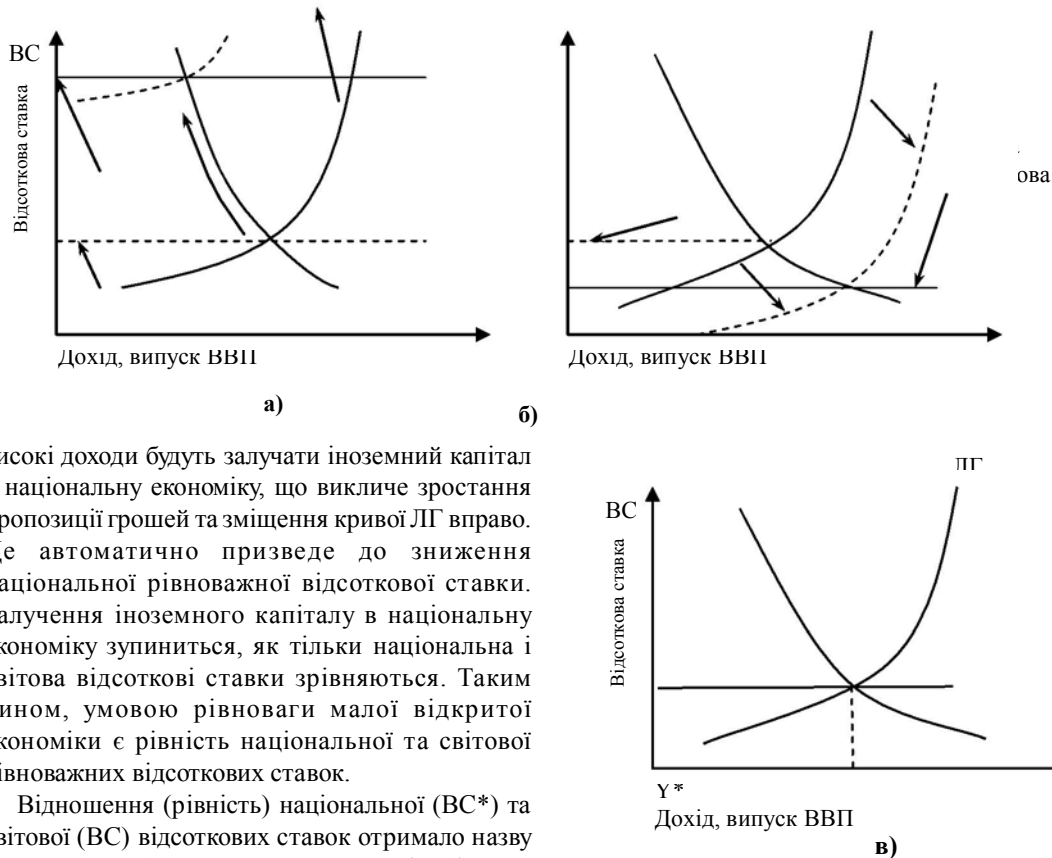 ВС
Відсоткова ставка
Дохід, випуск ВВП
а)
ова
Дохід, випуск ВВП
б)
исокі доходи будуть залучати іноземний капітал
національну економіку, що викличе зростання
ропозиції грошей та зміщення кривої ЛГ вправо.
Це автоматично призведе до зниження
аціональної рівноважної відсоткової ставки.
алучення іноземного капіталу в національну
кономіку зупиниться, як тільки національна і
вітова відсоткові ставки зрівняються. Таким
чином, умовою рівноваги малої відкритої
кономіки є рівність національної та світової
івноважних відсоткових ставок.
Відношення (рівність) національної (ВС*) та
вітової (ВС) відсоткових ставок отримало назву
ЛГ
ВС
Відсоткова ставка
Y*
Дохід, випуск ВВП
в)